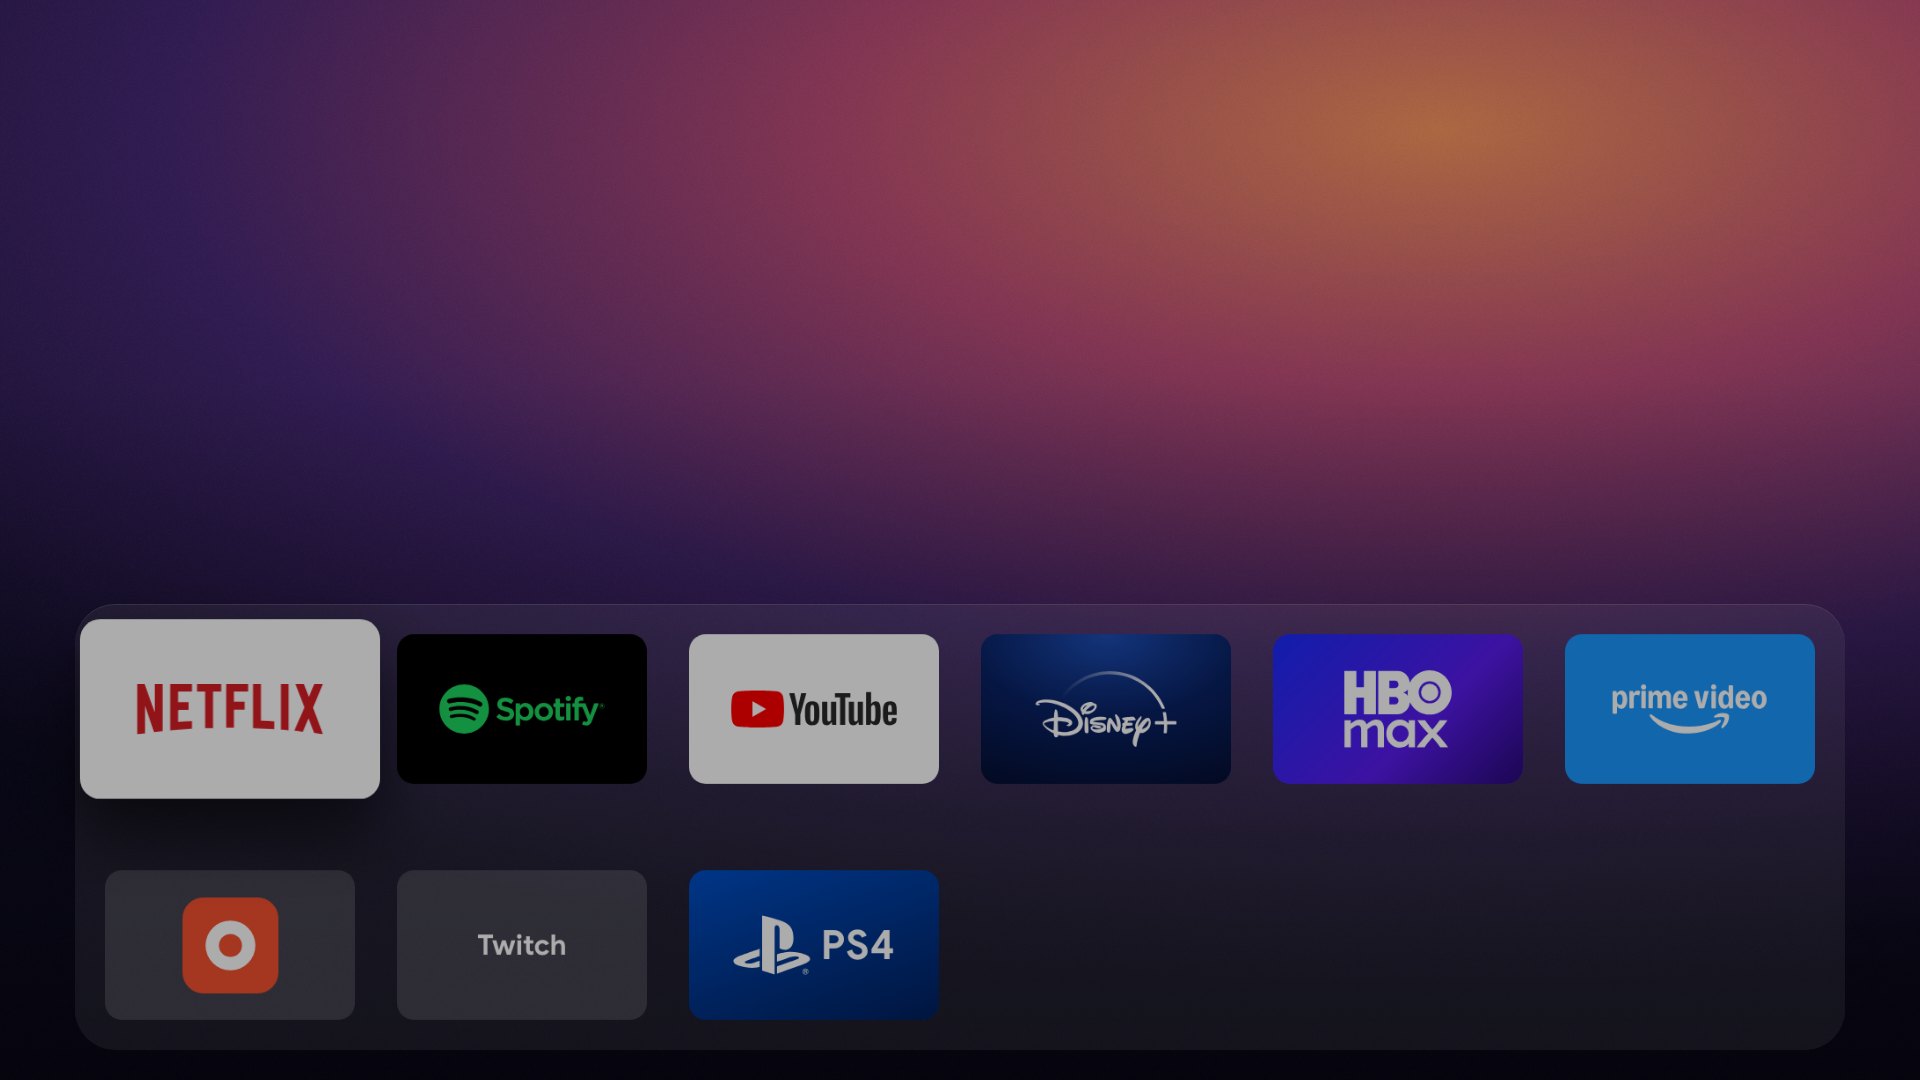 NETFLIX
Spotify
YouTube
Disney+
HBO max
prime video
Twitch
PS4